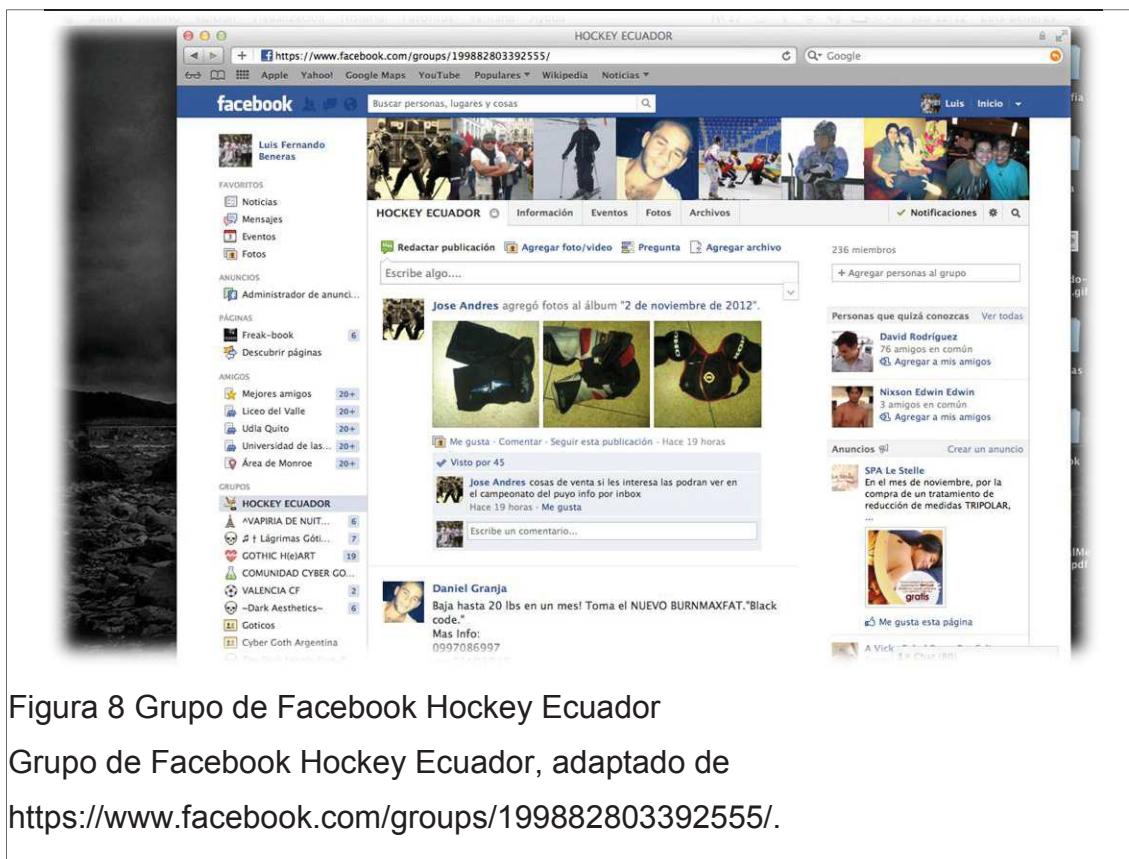 HOCKEY ECUADOR
https://www.facebook.com/groups/199882803392555/
Google
Apple Yahoo! Google Maps YouTube Populares Wikipedia Noticias
facebook
Buscar personas, lugares y cosas
Luis Inicio
Luis Fernando
Beneras
FAVORITOS
Noticias
Mensajes
Eventos
Fotos
ANUNCIOS
Administrador de anunci...
PÁGINAS
Freak-book 6
Descubrir páginas
AMIGOS
Mejores amigos 20+
Liceo del Valle 20+
Udla Quito 20+
Universidad de las... 20+
Área de Monroe 20+
GRUPOS
HOCKEY ECUADOR
^VAPIRIA DE NUIT... 6
♫ † Lágrimas Góti... 7
GOTHIC H(e)ART 19
COMUNIDAD CYBER GO...
VALENCIA CF 2
~Dark Aesthetics~ 6
Goticos
Cyber Goth Argentina
HOCKEY ECUADOR Información Eventos Fotos Archivos
Notificaciones
Redactar publicación Agregar foto/video Pregunta Agregar archivo
Escribe algo....
Jose Andres agregó fotos al álbum "2 de noviembre de 2012".
Me gusta · Comentar · Seguir esta publicación · Hace 19 horas
Visto por 45
Jose Andres cosas de venta si les interesa las podran ver en
el campeonato del puyo info por inbox
Hace 19 horas · Me gusta
Escribe un comentario...
Daniel Granja
Baja hasta 20 lbs en un mes! Toma el NUEVO BURNMAXFAT."Black
code."
Mas Info:
0997086997
236 miembros
+ Agregar personas al grupo
Personas que quizá conozcas Ver todas
David Rodríguez
76 amigos en común
Agregar a mis amigos
Nixson Edwin Edwin
3 amigos en común
Agregar a mis amigos
Anuncios Crear un anuncio
SPA Le Stelle
En el mes de noviembre, por la
compra de un tratamiento de
reducción de medidas TRIPOLAR,
...
gratis
Me gusta esta página
Figura 8 Grupo de Facebook Hockey Ecuador
Grupo de Facebook Hockey Ecuador, adaptado de
https://www.facebook.com/groups/199882803392555/.